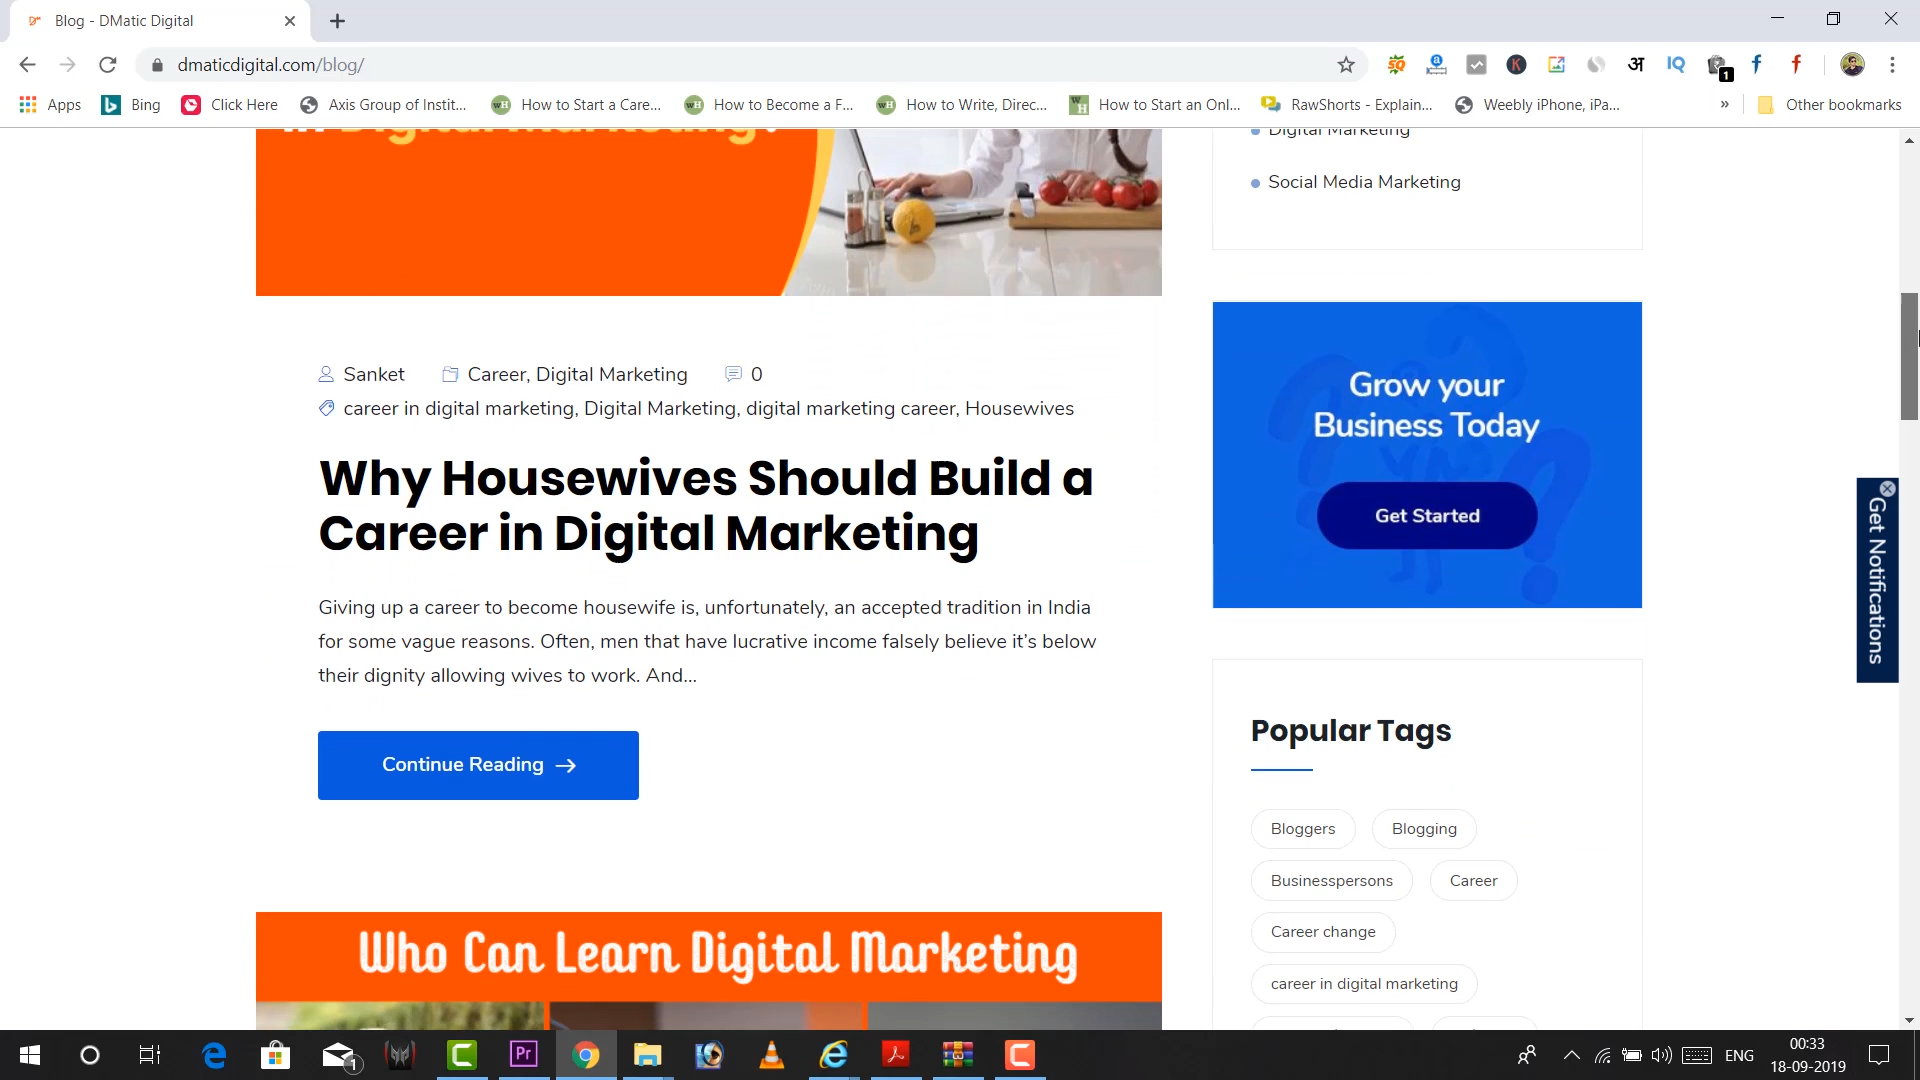 Blog - DMatic Digital
dmaticdigital.com/blog/
Apps
Bing
Click Here
Axis Group of Instit...
How to Start a Care...
How to Become a F...
How to Write, Direc...
How to Start an Onl...
RawShorts - Explain...
Weebly iPhone, iPa...
»
Other bookmarks
in Digital Marketing?
Sanket
Career, Digital Marketing
0
career in digital marketing, Digital Marketing, digital marketing career, Housewives
Why Housewives Should Build a
Career in Digital Marketing
Giving up a career to become housewife is, unfortunately, an accepted tradition in India
for some vague reasons. Often, men that have lucrative income falsely believe it’s below
their dignity allowing wives to work. And...
Continue Reading →
Who Can Learn Digital Marketing
Digital Marketing
Social Media Marketing
Grow your
Business Today
Get Started
Popular Tags
Bloggers
Blogging
Businesspersons
Career
Career change
career in digital marketing
Get Notifications
ENG
00:33
18-09-2019